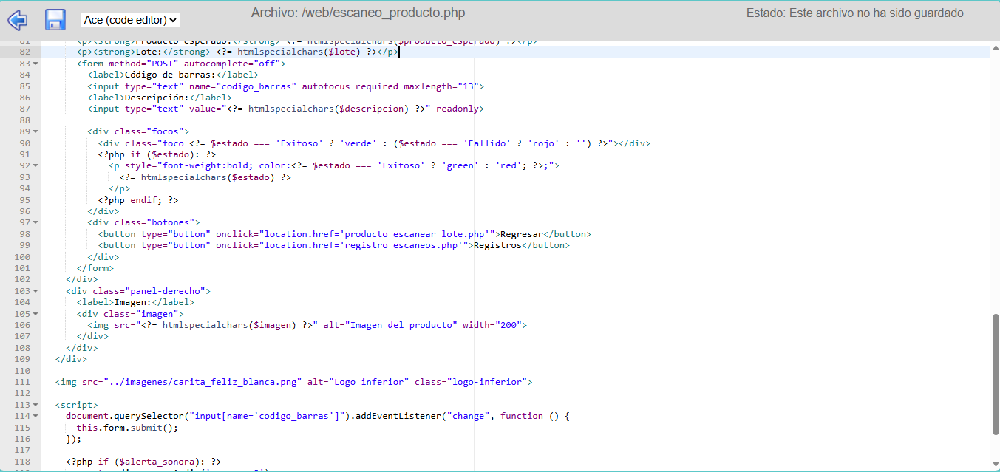 Ace (code editor)
Archivo: /web/escaneo_producto.php
Estado: Este archivo no ha sido guardado
81 <p><strong>Producto esperado:</strong> <?= htmlspecialchars($producto_esperado) ?></p>
82 <p><strong>Lote:</strong> <?= htmlspecialchars($lote) ?></p>
83 <form method="POST" autocomplete="off">
84 <label>Código de barras:</label>
85 <input type="text" name="codigo_barras" autofocus required maxlength="13">
86 <label>Descripción:</label>
87 <input type="text" value="<?= htmlspecialchars($descripcion) ?>" readonly>
88
89 <div class="focos">
90 <div class="foco <?= $estado === 'Exitoso' ? 'verde' : ($estado === 'Fallido' ? 'rojo' : '') ?>"></div>
91 <?php if ($estado): ?>
92 <p style="font-weight:bold; color:<?= $estado === 'Exitoso' ? 'green' : 'red'; ?>;">
93 <?= htmlspecialchars($estado) ?>
94 </p>
95 <?php endif; ?>
96 </div>
97 <div class="botones">
98 <button type="button" onclick="location.href='producto_escanear_lote.php'">Regresar</button>
99 <button type="button" onclick="location.href='registro_escaneos.php'">Registros</button>
100 </div>
101 </form>
102 </div>
103 <div class="panel-derecho">
104 <label>Imagen:</label>
105 <div class="imagen">
106 <img src="<?= htmlspecialchars($imagen) ?>" alt="Imagen del producto" width="200">
107 </div>
108 </div>
109 </div>
110
111 <img src="../imagenes/carita_feliz_blanca.png" alt="Logo inferior" class="logo-inferior">
112
113 <script>
114 document.querySelector("input[name='codigo_barras']").addEventListener("change", function () {
115 this.form.submit();
116 });
117
118 <?php if ($alerta_sonora): ?>